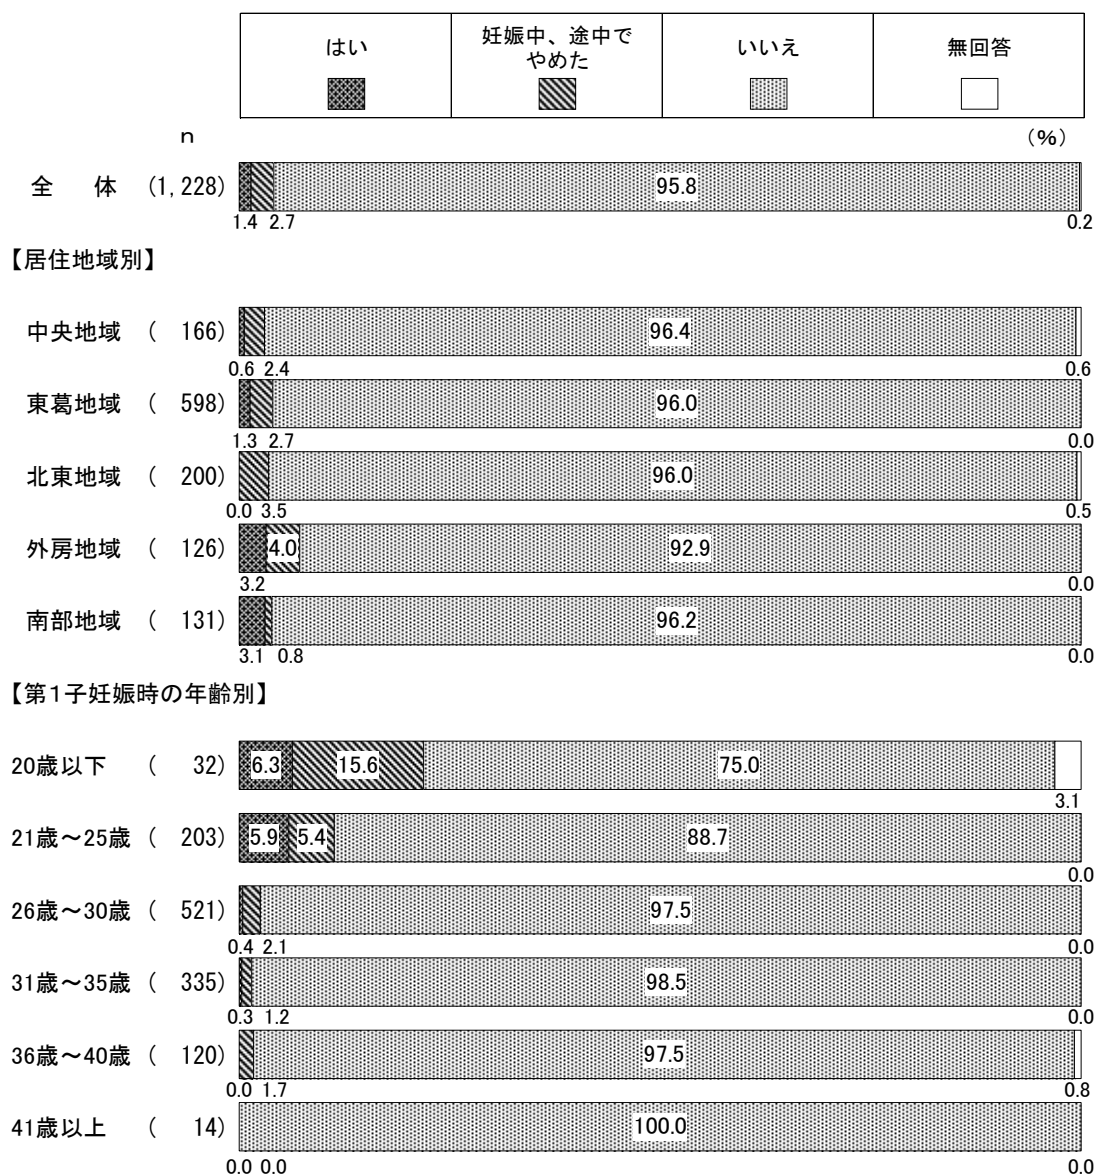 はい
妊娠中、途中で
やめた
いいえ
無回答
n
(%)
全 体 (1,228)
95.8
1.4 2.7 0.2
【居住地域別】
中央地域 ( 166)
96.4
0.6 2.4 0.6
東葛地域 ( 598)
96.0
1.3 2.7 0.0
北東地域 ( 200)
96.0
0.0 3.5 0.5
外房地域 ( 126)
4.0 92.9
3.2 0.0
南部地域 ( 131)
96.2
3.1 0.8 0.0
【第1子妊娠時の年齢別】
20歳以下 ( 32)
6.3 15.6 75.0
3.1
21歳～25歳 ( 203)
5.9 5.4 88.7
0.0
26歳～30歳 ( 521)
97.5
0.4 2.1 0.0
31歳～35歳 ( 335)
98.5
0.3 1.2 0.0
36歳～40歳 ( 120)
97.5
0.0 1.7 0.8
41歳以上 ( 14)
100.0
0.0 0.0 0.0